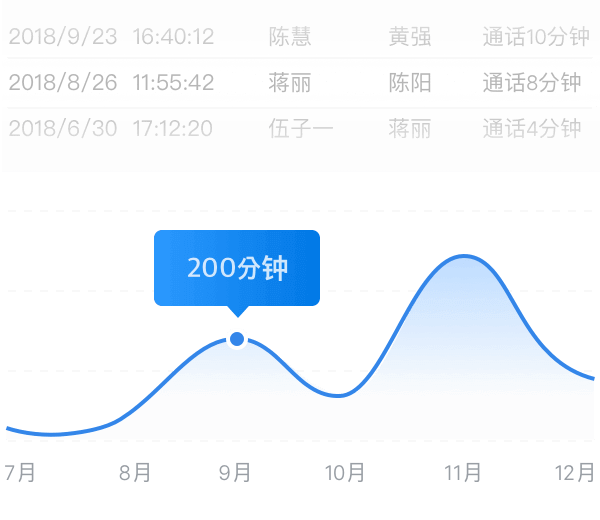 2018/9/23 16:40:12 陈慧 黄强 通话10分钟
2018/8/26 11:55:42 蒋丽 陈阳 通话8分钟
2018/6/30 17:12:20 伍子一 蒋丽 通话4分钟
200分钟
7月 8月 9月 10月 11月 12月